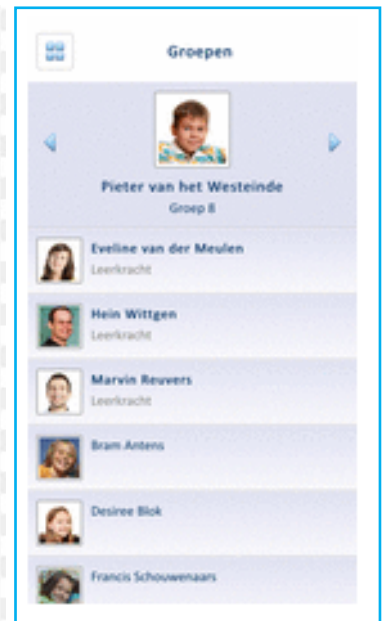 Groepen
Pieter van het Westeinde
Groep 8
Eveline van der Meulen
Leerkracht
Hein Wittgen
Leerkracht
Marvin Reuvers
Leerkracht
Bram Antens
Desiree Blok
Francis Schouwenaars